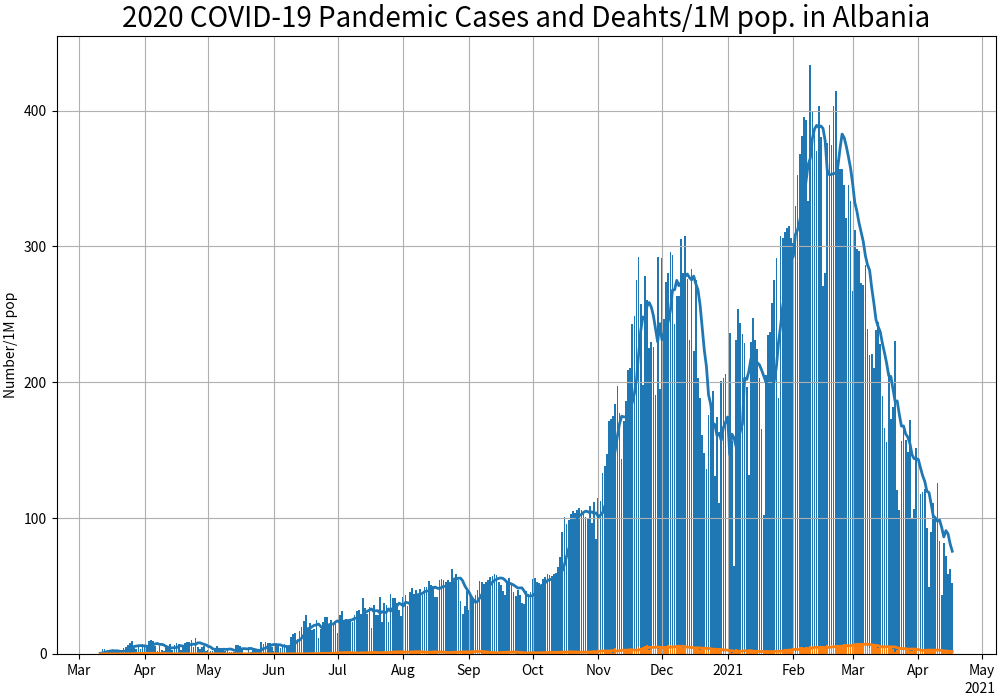 2020 COVID-19 Pandemic Cases and Deahts/1M pop. in Albania
Number/1M pop
400
300
200
100
0
Mar Apr May Jun Jul Aug Sep Oct Nov Dec 2021 Feb Mar Apr May
2021